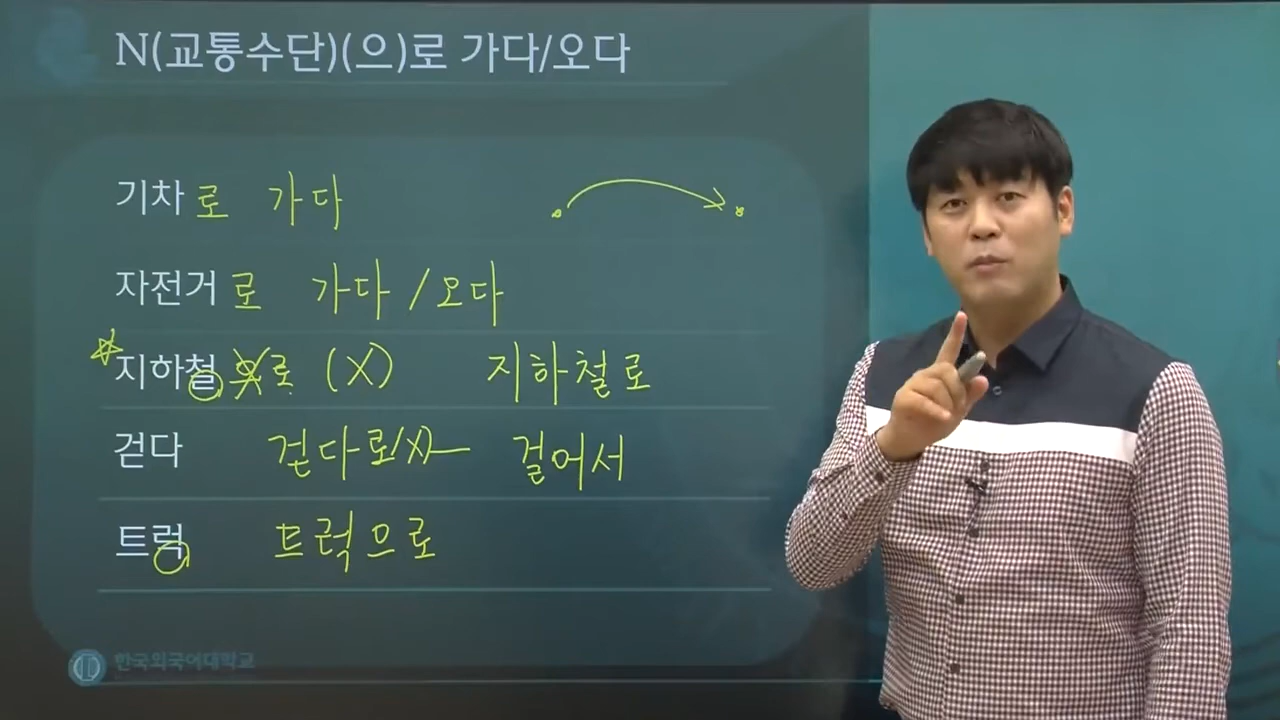 N(교통수단)(으)로 가다/오다
기차로 가다
자전거로 가다 / 오다
지하철으로 (X) 지하철로
걷다 걷다로(X) 걸어서
트럭 트럭으로
한국외국어대학교